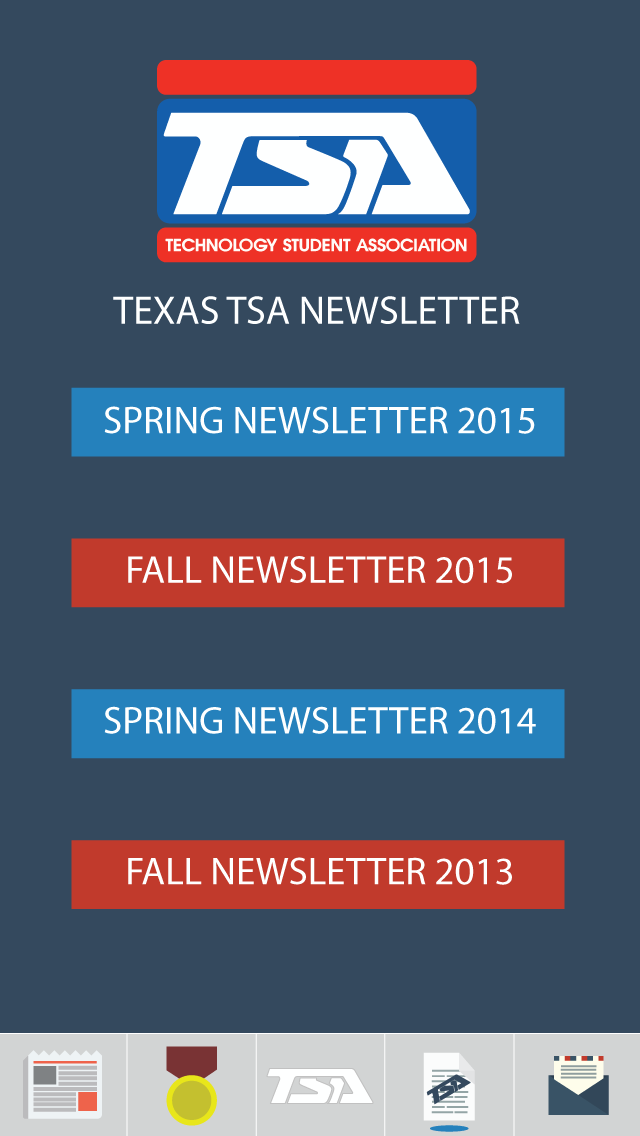 TSA
TECHNOLOGY STUDENT ASSOCIATION
TEXAS TSA NEWSLETTER
SPRING NEWSLETTER 2015
FALL NEWSLETTER 2015
SPRING NEWSLETTER 2014
FALL NEWSLETTER 2013
TSA
TSA